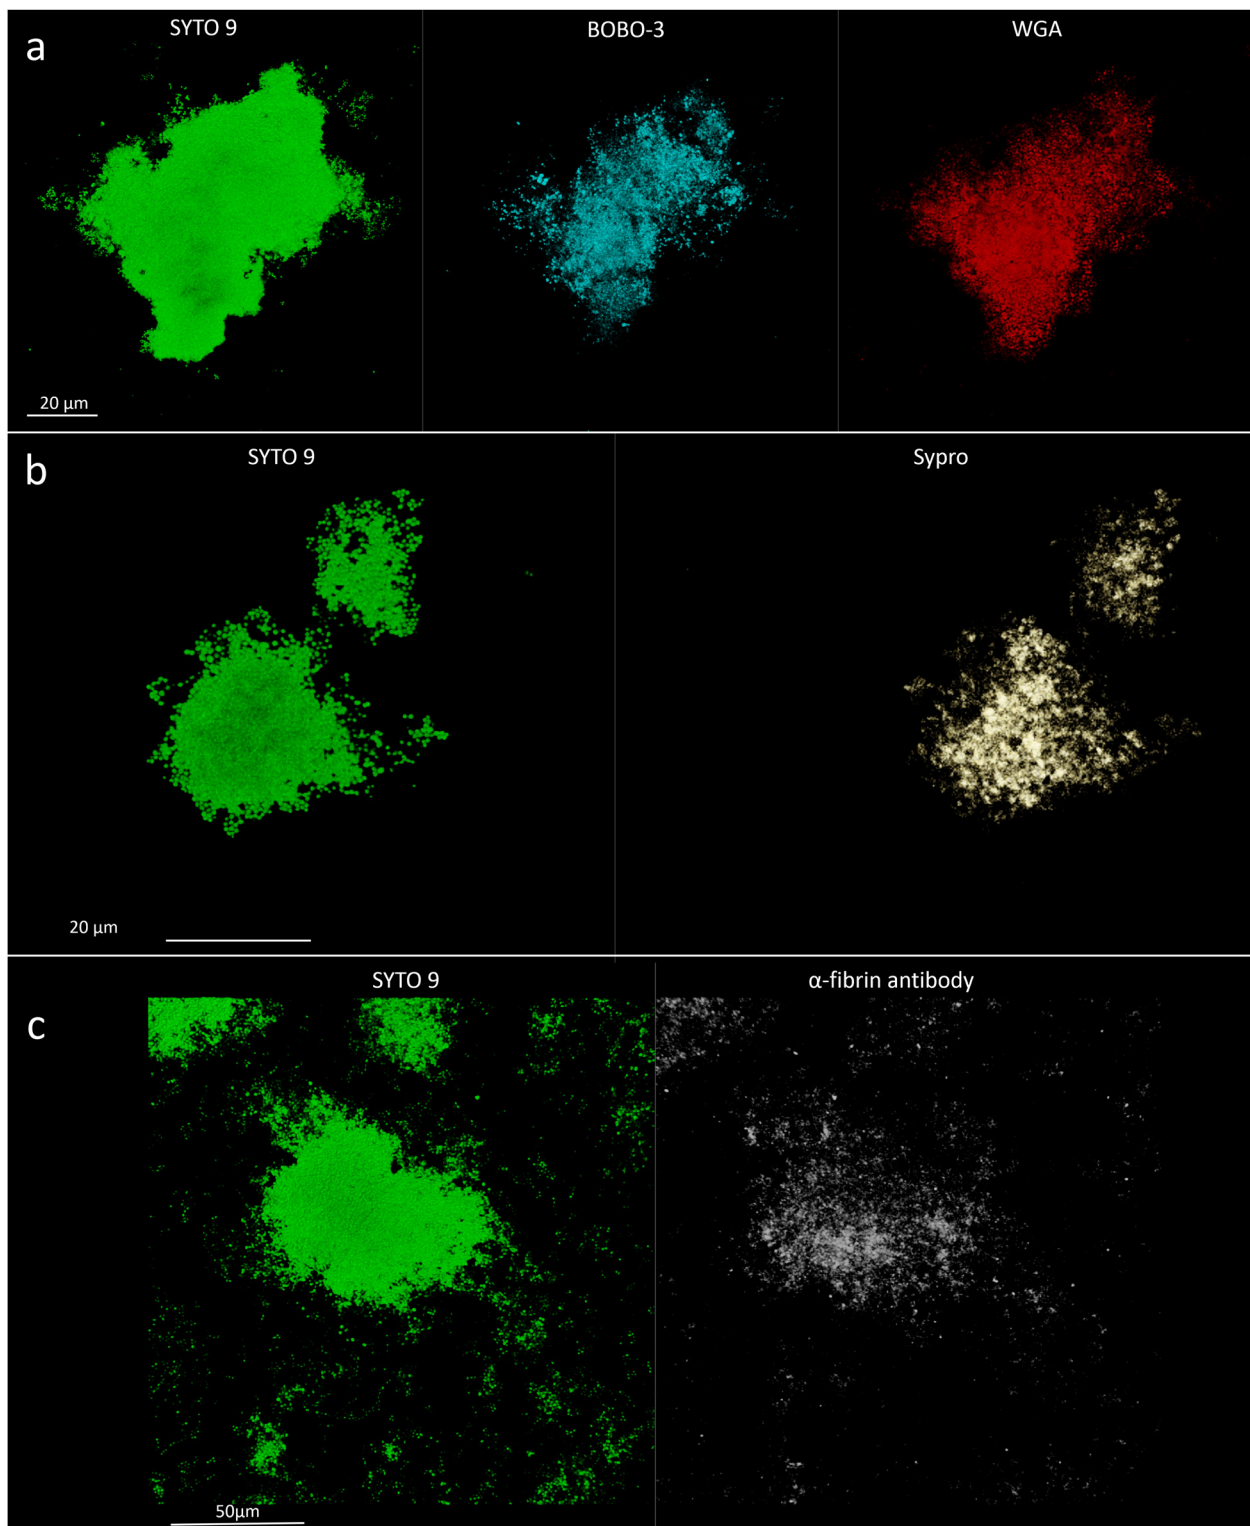 a
SYTO 9
BOBO-3
WGA
20 µm
b
SYTO 9
Sypro
20 µm
c
SYTO 9
α-fibrin antibody
50µm